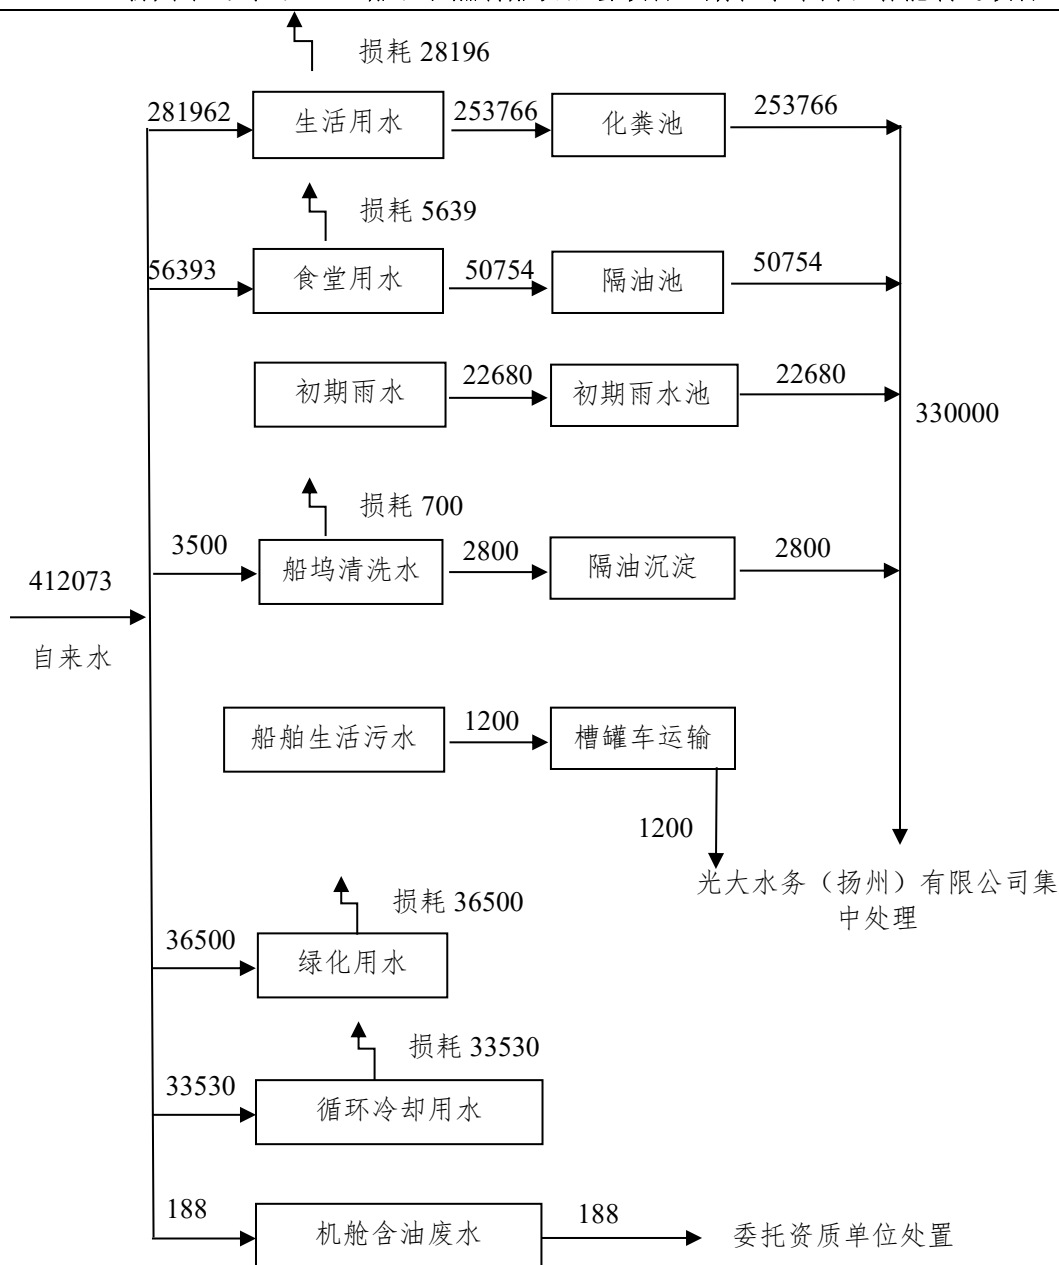 损耗 28196
281962
生活用水
253766
化粪池
253766
损耗 5639
56393
食堂用水
50754
隔油池
50754
初期雨水
22680
初期雨水池
22680
330000
损耗 700
3500
船坞清洗水
2800
隔油沉淀
2800
412073
自来水
船舶生活污水
1200
槽罐车运输
1200
光大水务（扬州）有限公司集
中处理
损耗 36500
36500
绿化用水
损耗 33530
33530
循环冷却用水
188
机舱含油废水
188
委托资质单位处置